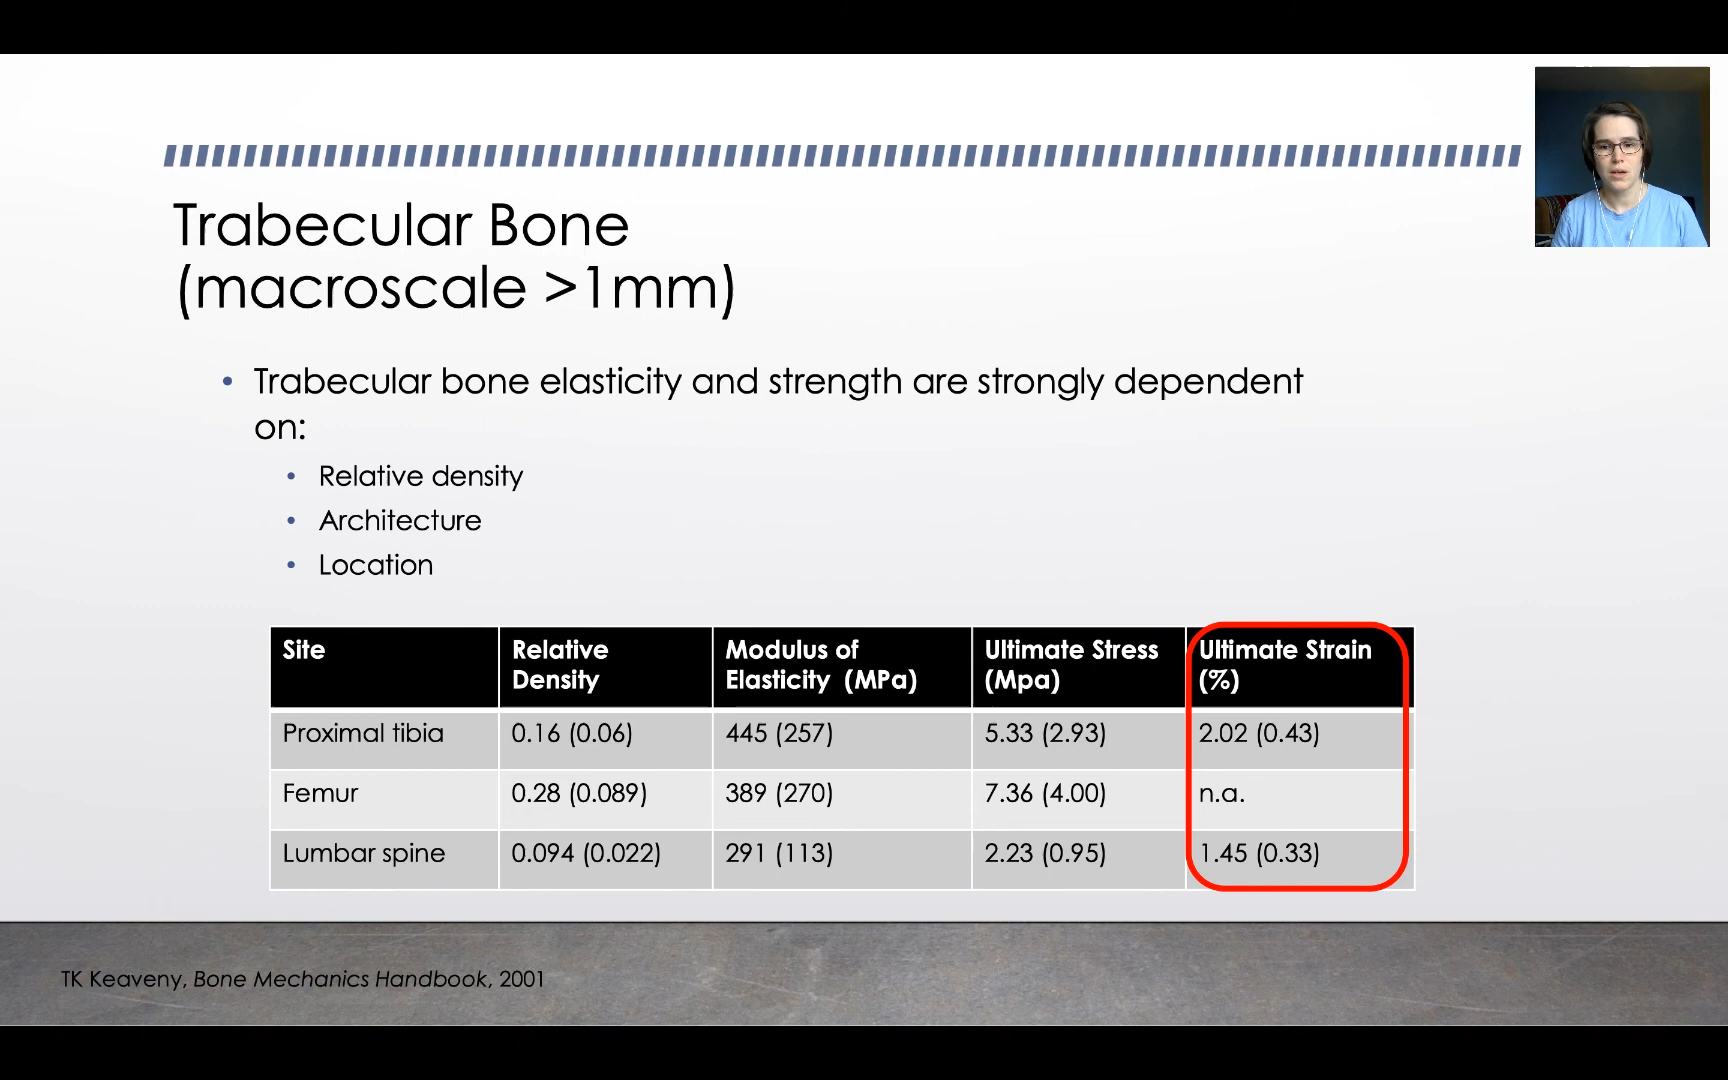 Trabecular Bone
(macroscale >1mm)
• Trabecular bone elasticity and strength are strongly dependent
on:
• Relative density
• Architecture
• Location
Site Relative Density Modulus of Elasticity (MPa) Ultimate Stress (Mpa) Ultimate Strain (%)
Proximal tibia 0.16 (0.06) 445 (257) 5.33 (2.93) 2.02 (0.43)
Femur 0.28 (0.089) 389 (270) 7.36 (4.00) n.a.
Lumbar spine 0.094 (0.022) 291 (113) 2.23 (0.95) 1.45 (0.33)
TK Keaveny, Bone Mechanics Handbook, 2001